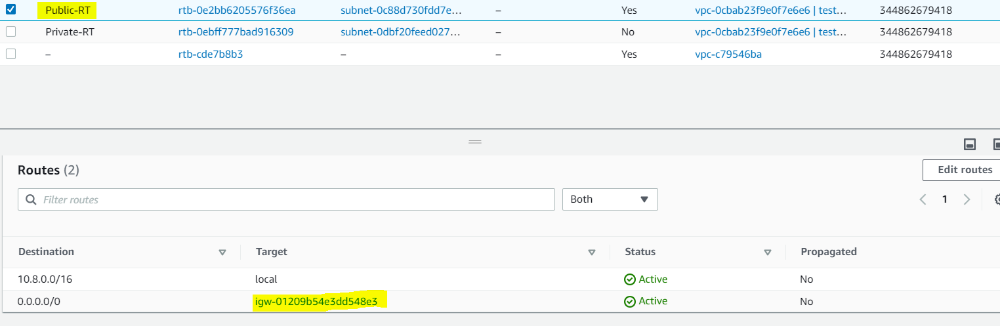 Public-RT rtb-0e2bb6205576f36ea subnet-0c88d730fdd7e... – Yes vpc-0cbab23f9e0f7e6e6 | test... 344862679418
Private-RT rtb-0ebff777bad916309 subnet-0dbf20feed027... – No vpc-0cbab23f9e0f7e6e6 | test... 344862679418
– rtb-cde7b8b3 – – Yes vpc-c79546ba 344862679418
Routes (2) Edit routes
Filter routes Both 1
Destination Target Status Propagated
10.8.0.0/16 local Active No
0.0.0.0/0 igw-01209b54e3dd548e3 Active No